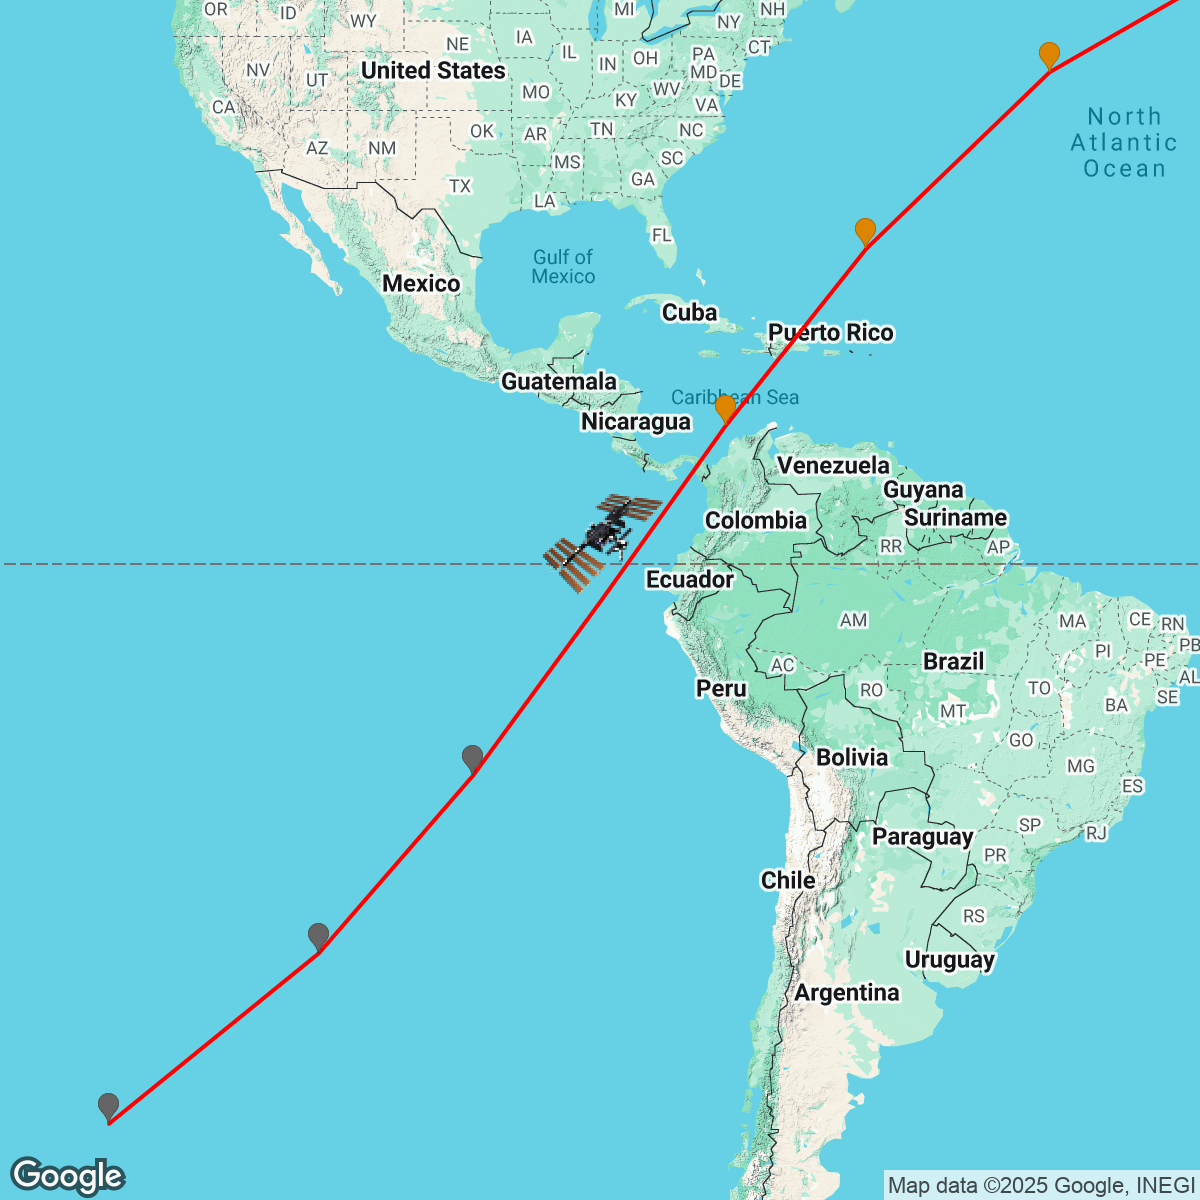 OR
ID
WY
MI
NY
NH
NE
IA
IL
IN
OH
PA
CT
United States
NV
UT
MO
KY
WV
MD
DE
CA
VA
North
Atlantic
Ocean
AZ
NM
OK
AR
TN
NC
MS
SC
TX
GA
LA
FL
Gulf of
Mexico
Mexico
Cuba
Puerto Rico
Guatemala
Caribbean Sea
Nicaragua
Venezuela
Guyana
Suriname
Colombia
RR
AP
Ecuador
AM
MA
CE
RN
PI
PB
PE
AC
Brazil
AL
Peru
RO
TO
SE
MT
BA
GO
Bolivia
MG
ES
SP
RJ
Paraguay
PR
Chile
RS
Uruguay
Argentina
Google
Map data ©2025 Google, INEGI